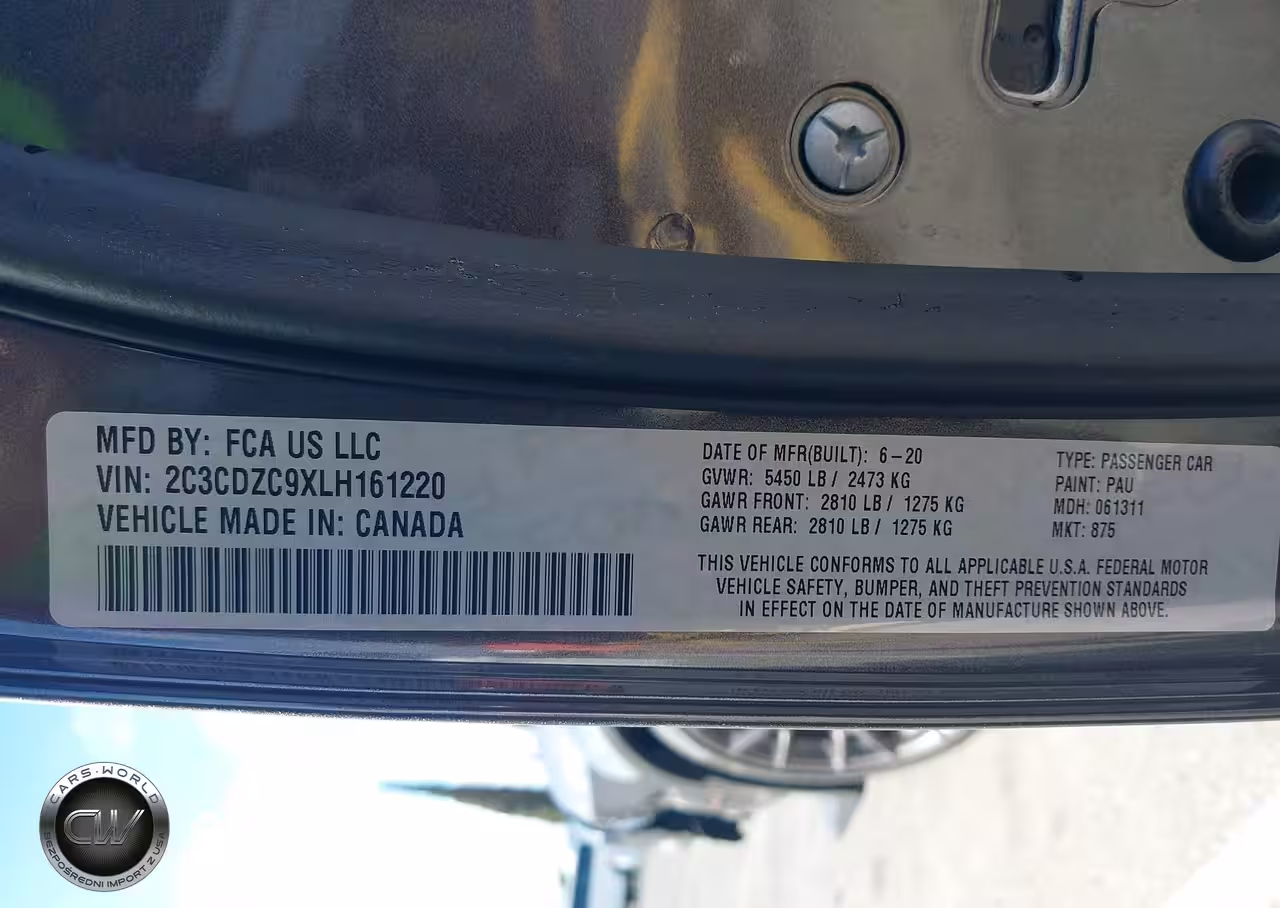 MFD BY: FCA US LLC
VIN: 2C3CDZC9XLH161220
VEHICLE MADE IN: CANADA
DATE OF MFR(BUILT): 6-20
GVWR: 5450 LB / 2473 KG
GAWR FRONT: 2810 LB / 1275 KG
GAWR REAR: 2810 LB / 1275 KG
TYPE: PASSENGER CAR
PAINT: PAU
MDH: 061311
MKT: 875
THIS VEHICLE CONFORMS TO ALL APPLICABLE U.S.A. FEDERAL MOTOR
VEHICLE SAFETY, BUMPER, AND THEFT PREVENTION STANDARDS
IN EFFECT ON THE DATE OF MANUFACTURE SHOWN ABOVE.
CARS-WORLD
CW
BEZPOŚREDNI IMPORT Z USA